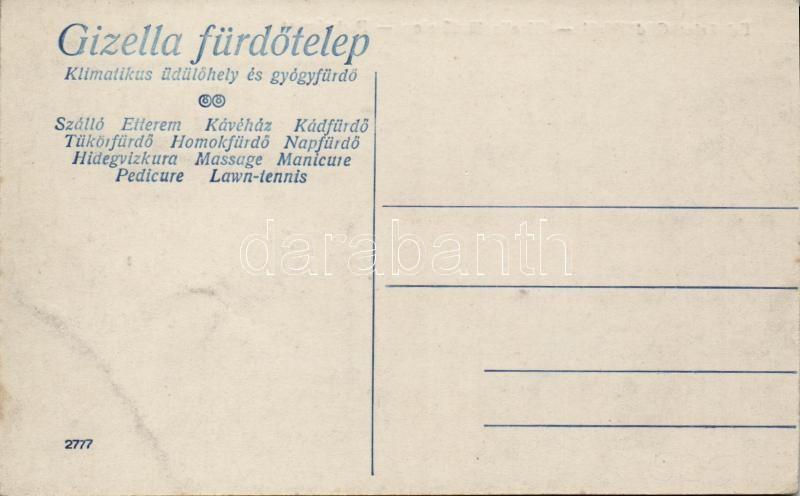 Gizella fürdőtelep
Klimatikus üdülőhely és gyógyfürdő
Szálló Étterem Kávéház Kádfürdő
Tükörfürdő Homokfürdő Napfürdő
Hidegvizkura Massage Manicure
Pedicure Lawn-tennis
darabanth
2777